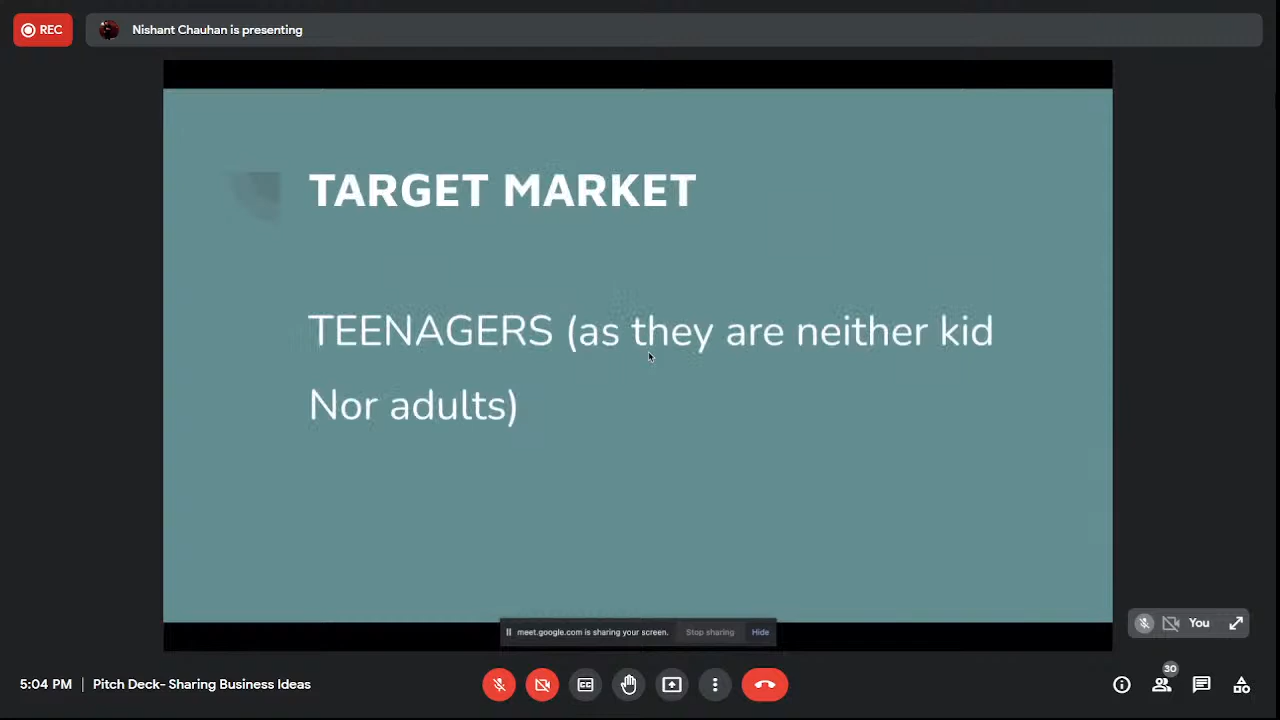 REC
Nishant Chauhan is presenting
TARGET MARKET
TEENAGERS (as they are neither kid
Nor adults)
meet.google.com is sharing your screen. Stop sharing Hide
You
30
5:04 PM | Pitch Deck- Sharing Business Ideas
CC